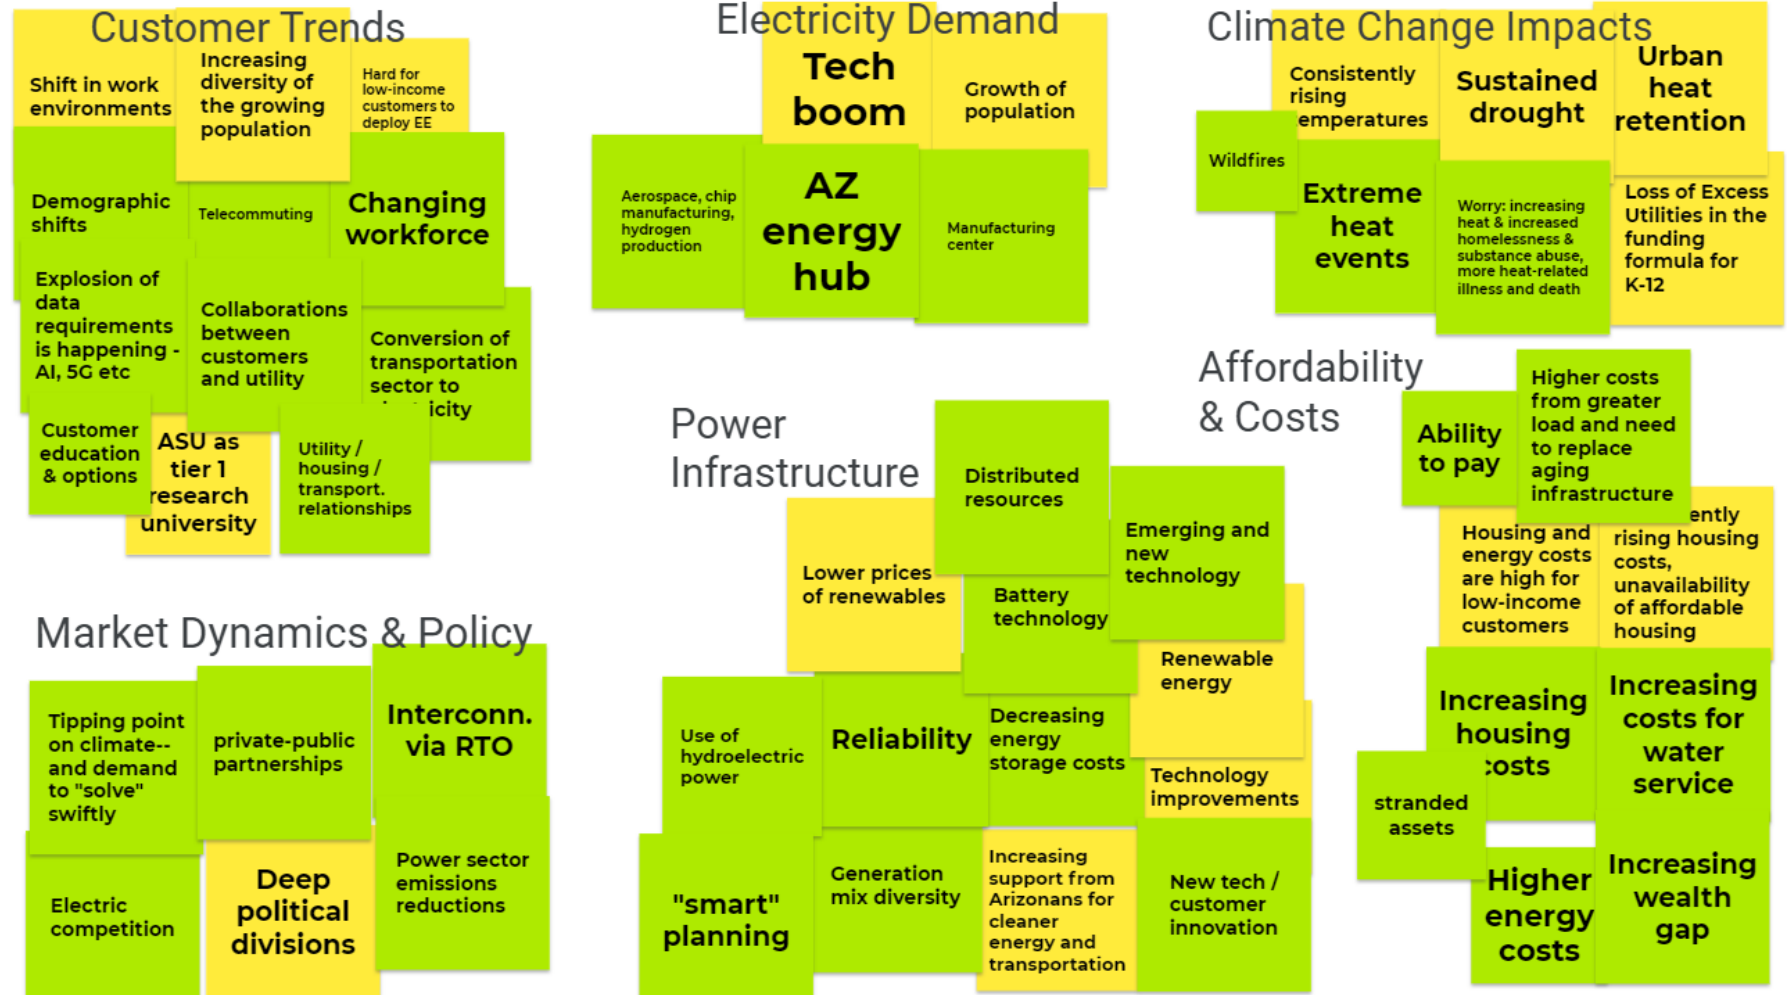 Customer Trends
Shift in work
environments
Increasing
diversity of
the growing
population
Hard for
low-income
customers to
deploy EE
Demographic
shifts
Telecommuting
Changing
workforce
Explosion of
data
requirements
is happening -
AI, 5G etc
Collaborations
between
customers
and utility
Conversion of
transportation
sector to
Customer
education
& options
ASU as
tier 1
research
university
Utility /
housing /
transport.
relationships
Electricity Demand
Tech
boom
Growth of
population
Aerospace, chip
manufacturing,
hydrogen
production
AZ
energy
hub
Manufacturing
center
Climate Change Impacts
Consistently
rising
temperatures
Sustained
drought
Urban
heat
retention
Wildfires
Extreme
heat
events
Worry: increasing
heat & increased
homelessness &
substance abuse,
more heat-related
illness and death
Loss of Excess
Utilities in the
funding
formula for
K-12
Market Dynamics & Policy
Tipping point
on climate--
and demand
to "solve"
swiftly
private-public
partnerships
Interconn.
via RTO
Electric
competition
Deep
political
divisions
Power sector
emissions
reductions
Power
Infrastructure
Distributed
resources
Emerging and
new
technology
Lower prices
of renewables
Battery
technology
Renewable
energy
Use of
hydroelectric
power
Reliability
Decreasing
energy
storage costs
Technology
improvements
"smart"
planning
Generation
mix diversity
Increasing
support from
Arizonans for
cleaner
energy and
transportation
New tech /
customer
innovation
Affordability
& Costs
Ability
to pay
Higher costs
from greater
load and need
to replace
aging
infrastructure
Housing and
energy costs
are high for
low-income
customers
rising housing
costs,
unavailability
of affordable
housing
Increasing
housing
costs
Increasing
costs for
water
service
stranded
assets
Higher
energy
costs
Increasing
wealth
gap